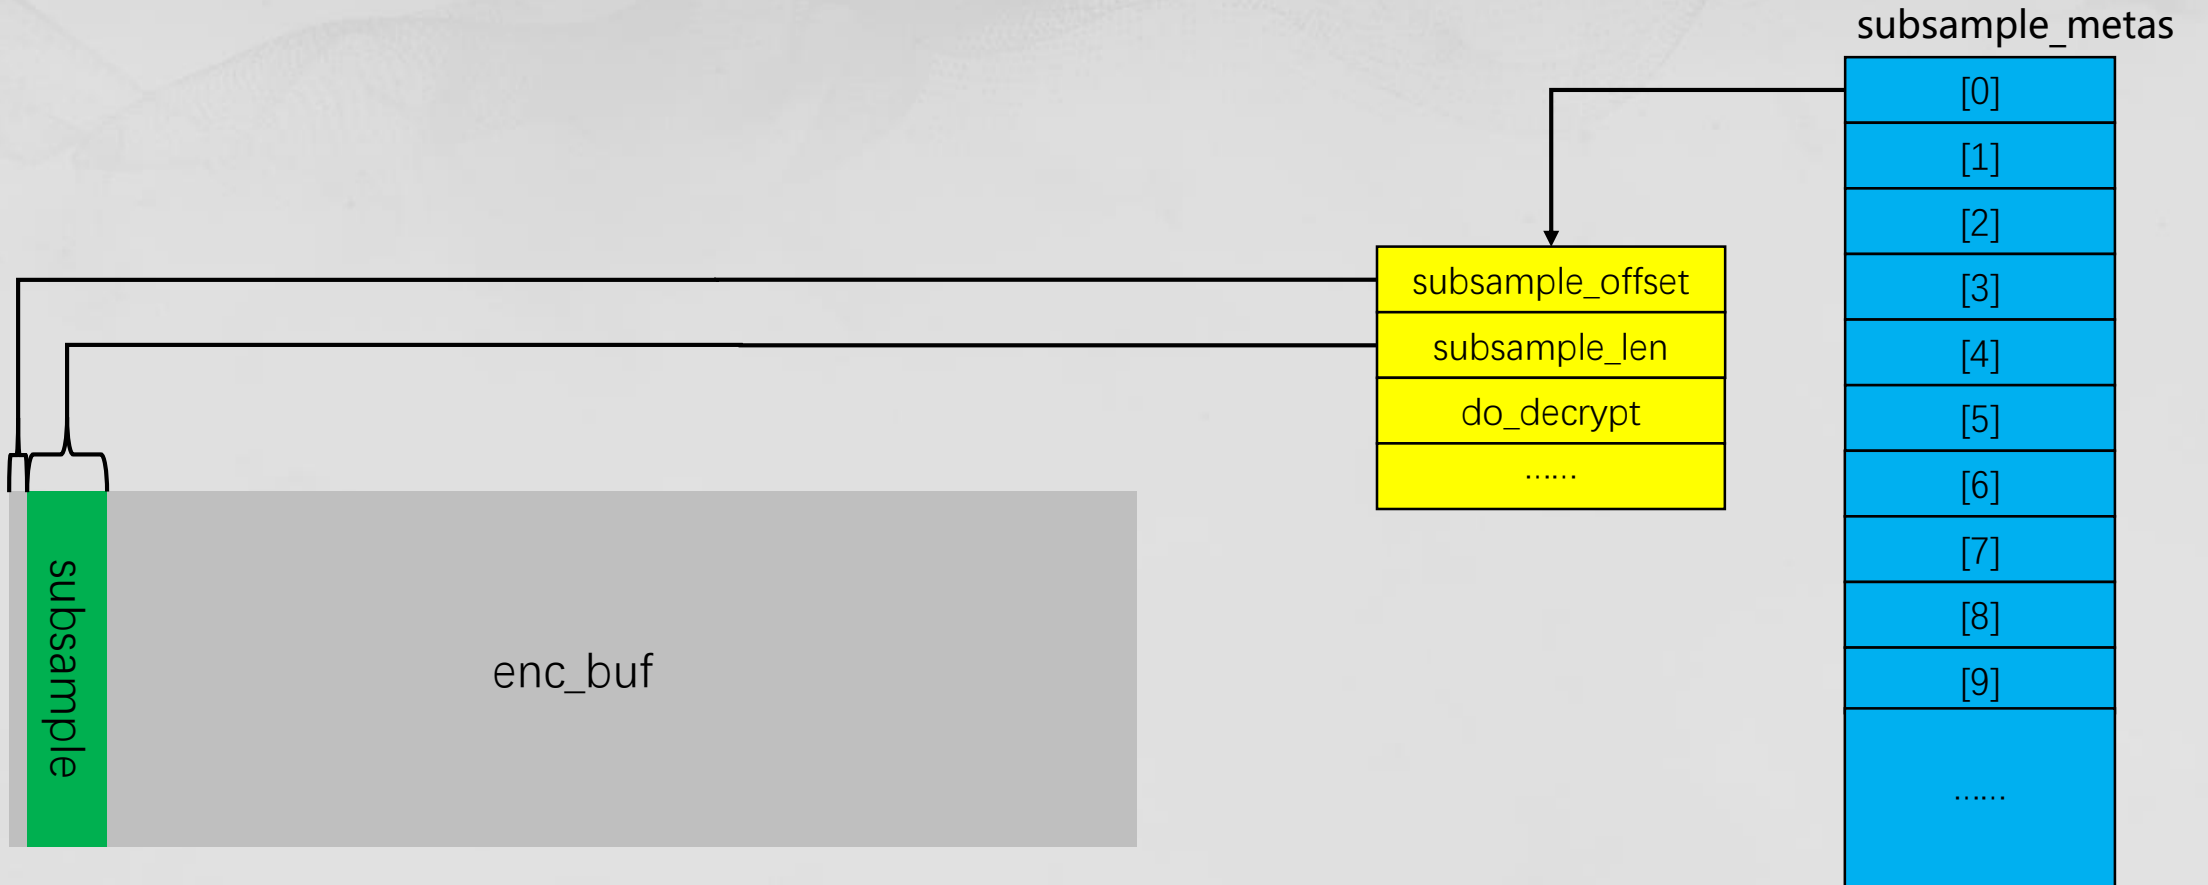 subsample_metas
[0]
[1]
[2]
[3]
[4]
[5]
[6]
[7]
[8]
[9]
……
subsample_offset
subsample_len
do_decrypt
……
subsample
enc_buf